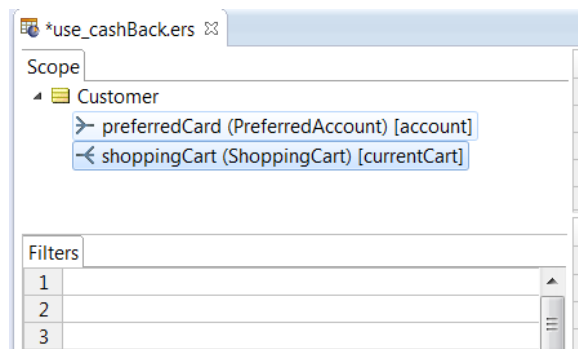 *use_cashBack.ers
Scope
Customer
preferredCard (PreferredAccount) [account]
shoppingCart (ShoppingCart) [currentCart]
Filters
1
2
3